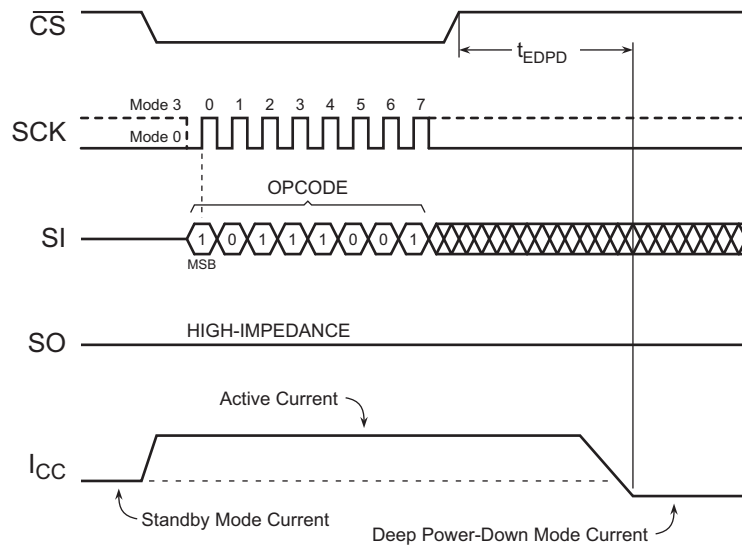 CS
tEDPD
Mode 3 0 1 2 3 4 5 6 7
SCK
Mode 0
OPCODE
SI 1 0 1 1 1 0 0 1
MSB
HIGH-IMPEDANCE
SO
Active Current
ICC
Standby Mode Current
Deep Power-Down Mode Current